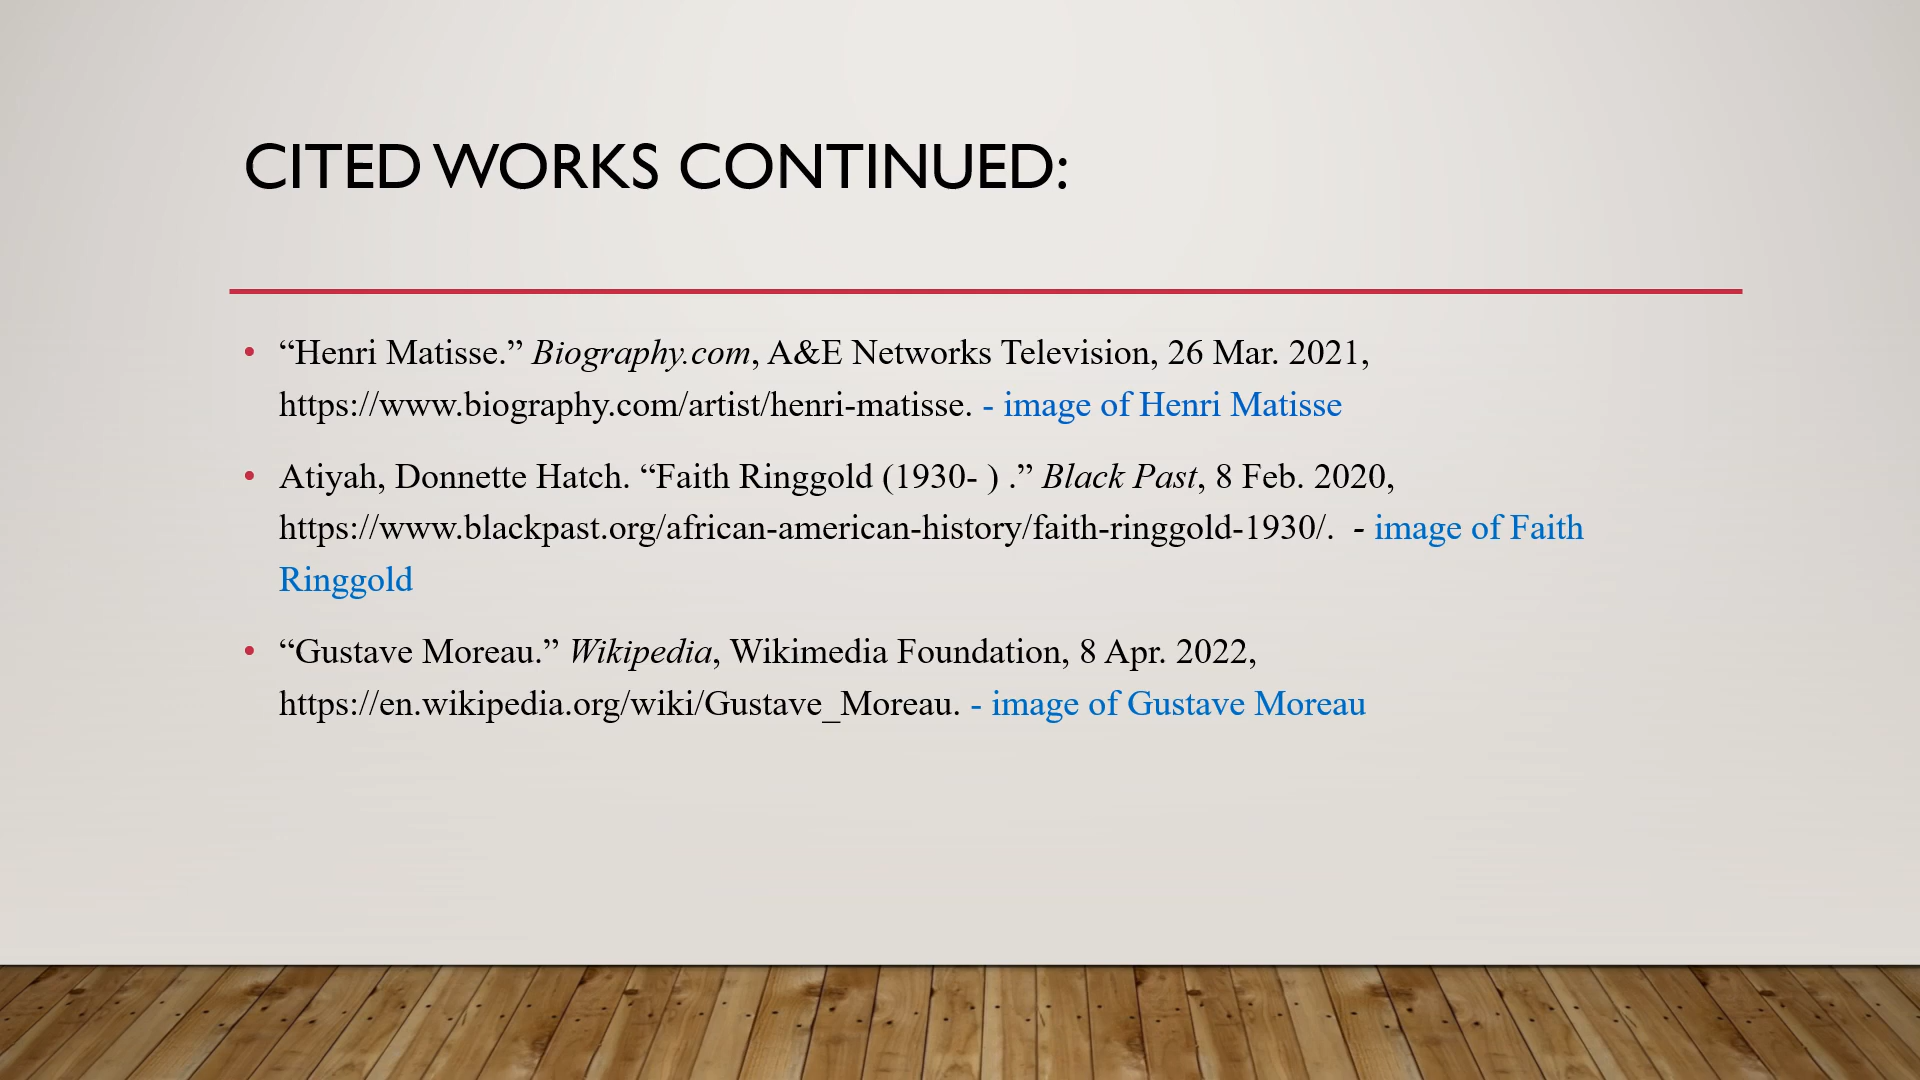 CITED WORKS CONTINUED:
• “Henri Matisse.” Biography.com, A&E Networks Television, 26 Mar. 2021,
https://www.biography.com/artist/henri-matisse. - image of Henri Matisse
• Atiyah, Donnette Hatch. “Faith Ringgold (1930- ) .” Black Past, 8 Feb. 2020,
https://www.blackpast.org/african-american-history/faith-ringgold-1930/.  - image of Faith
Ringgold
• “Gustave Moreau.” Wikipedia, Wikimedia Foundation, 8 Apr. 2022,
https://en.wikipedia.org/wiki/Gustave_Moreau. - image of Gustave Moreau